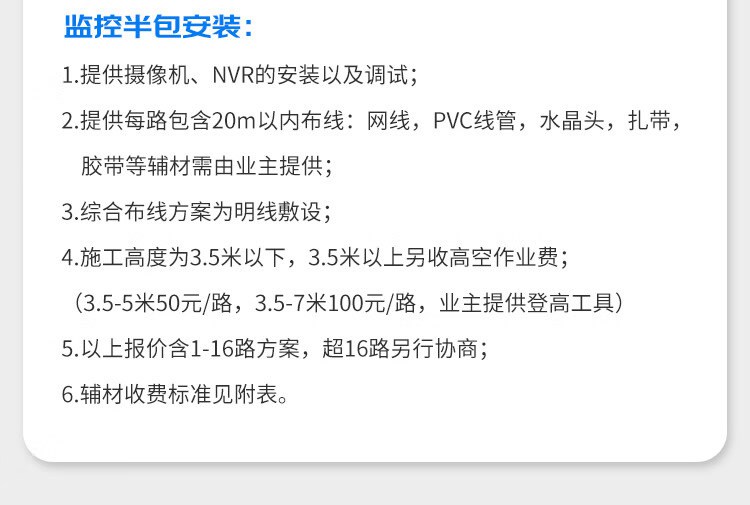 监控半包安装：
1.提供摄像机、NVR的安装以及调试；
2.提供每路包含20m以内布线：网线，PVC线管，水晶头，扎带，
胶带等辅材需由业主提供；
3.综合布线方案为明线敷设；
4.施工高度为3.5米以下，3.5米以上另收高空作业费；
（3.5-5米50元/路，3.5-7米100元/路，业主提供登高工具）
5.以上报价含1-16路方案，超16路另行协商；
6.辅材收费标准见附表。